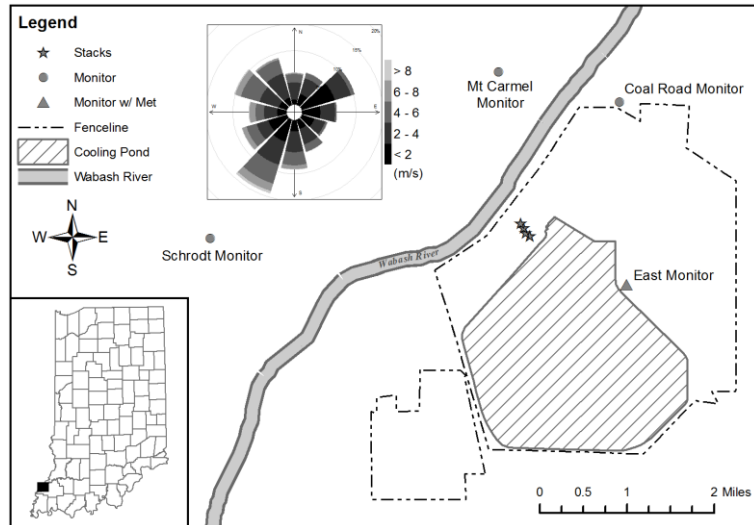 Legend
Stacks
Monitor
Monitor w/ Met
Fenceline
Cooling Pond
Wabash River
N
W E
S
N
W E
S
20%
15%
10%
> 8
6 - 8
4 - 6
2 - 4
< 2
(m/s)
Mt Carmel
Monitor
Coal Road Monitor
Schrodt Monitor
Wabash River
East Monitor
0 0.5 1 2 Miles